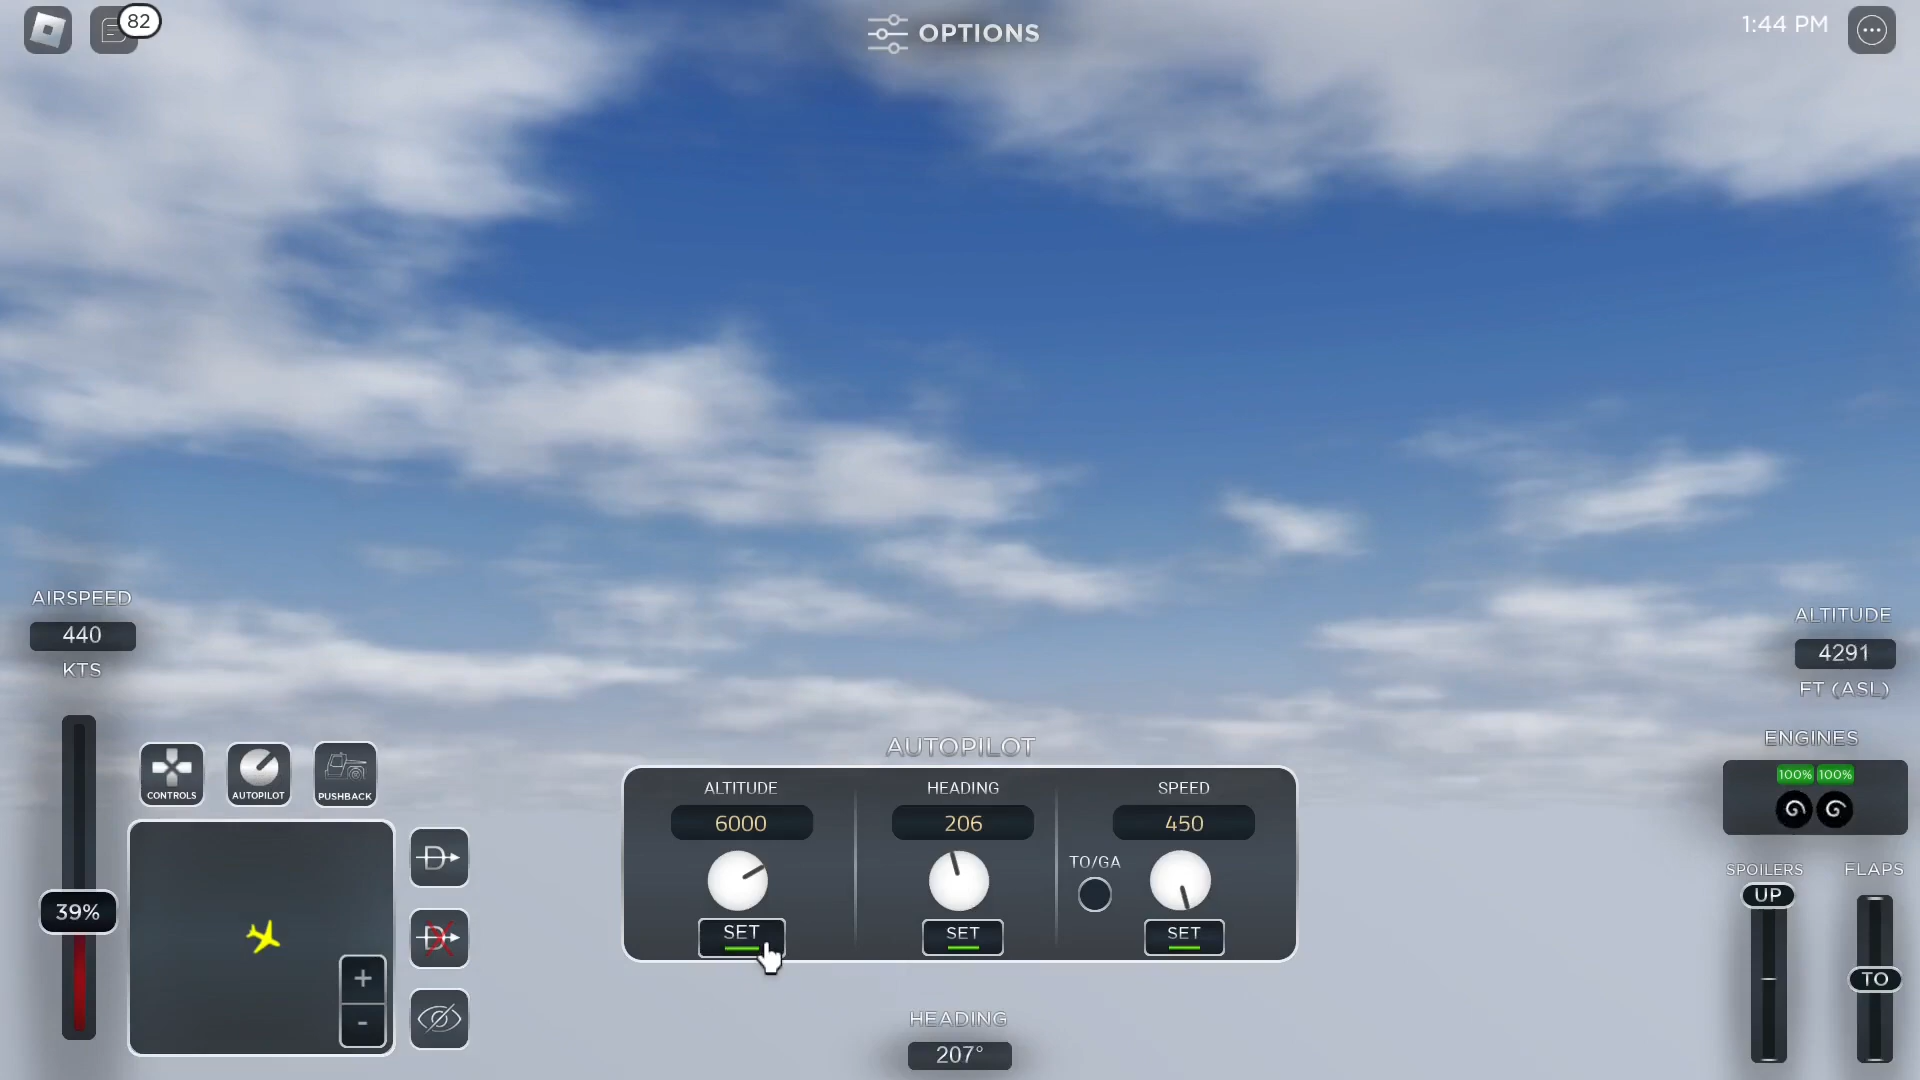 82
OPTIONS
1:44 PM
AIRSPEED
440
KTS
ALTITUDE
4291
FT (ASL)
ENGINES
100% 100%
SPOILERS
UP
FLAPS
TO
39%
CONTROLS
AUTOPILOT
PUSHBACK
D
D
+
-
AUTOPILOT
ALTITUDE
6000
SET
HEADING
206
SET
TO/GA
SPEED
450
SET
HEADING
207°